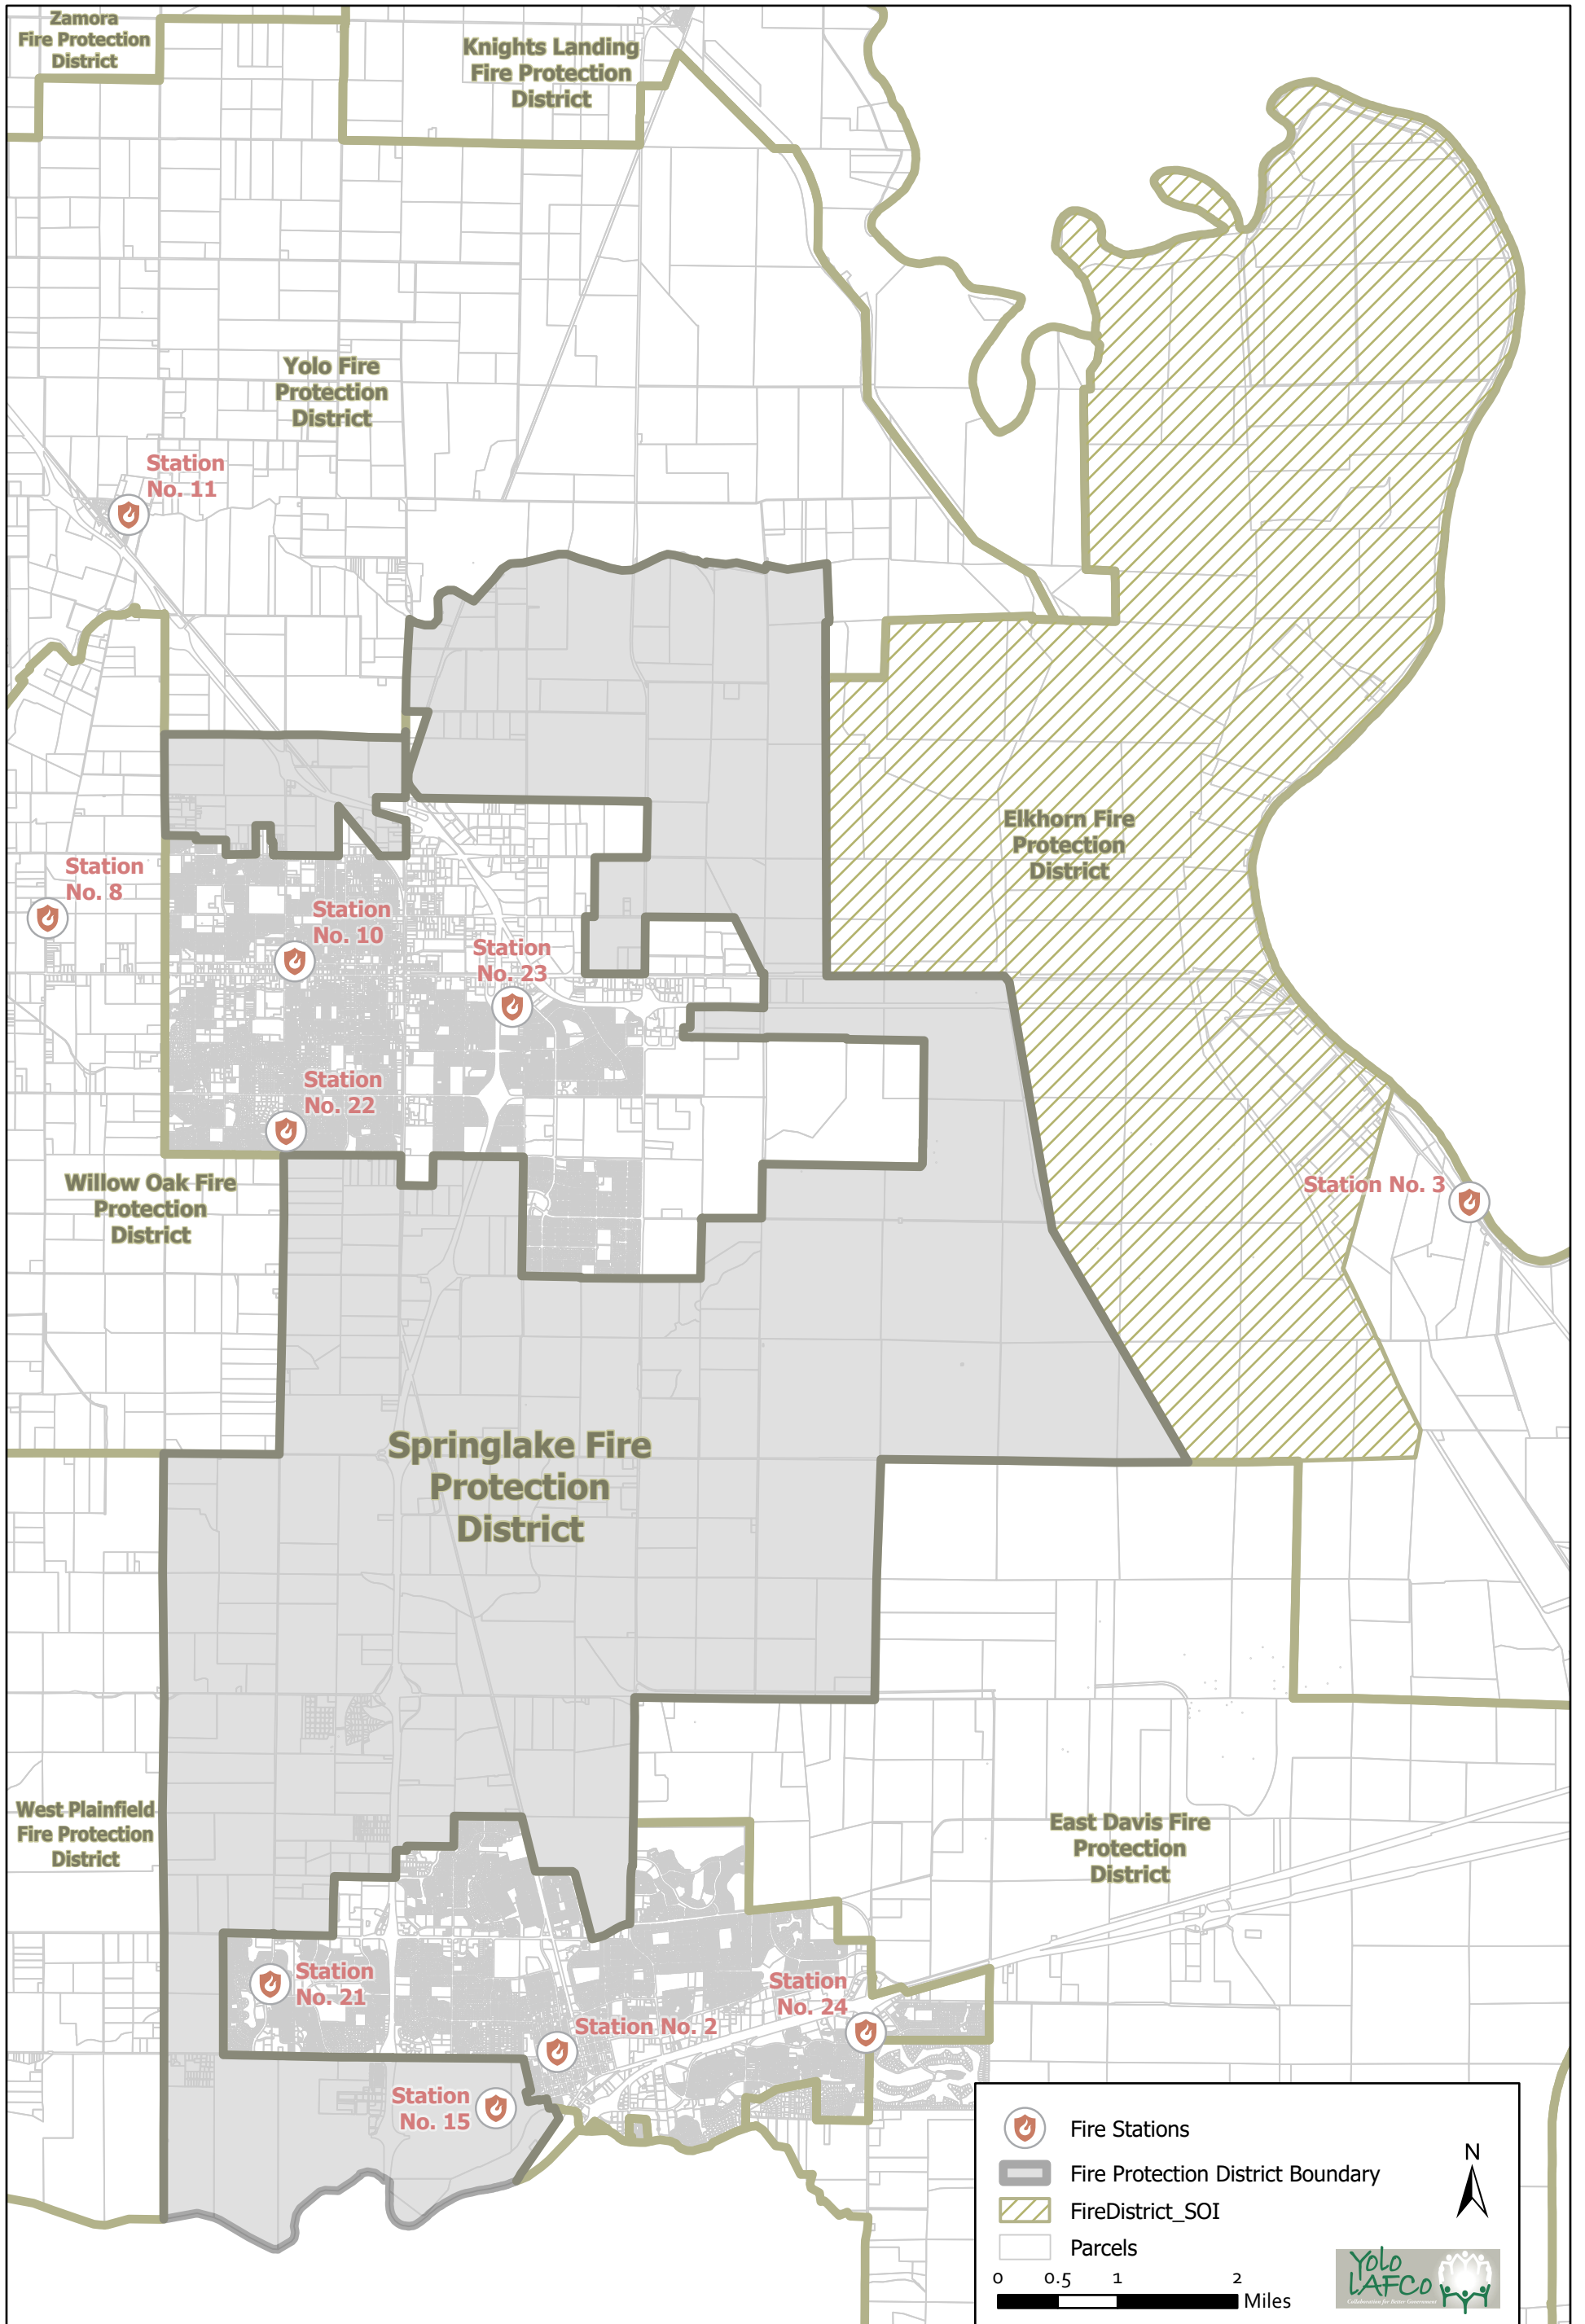 Zamora
Fire Protection
District
Knights Landing
Fire Protection
District
Yolo Fire
Protection
District
Station
No. 11
Elkhorn Fire
Protection
District
Station
No. 8
Station
No. 10
Station
No. 23
Station
No. 22
Willow Oak Fire
Protection
District
Station No. 3
Springlake Fire
Protection
District
West Plainfield
Fire Protection
District
East Davis Fire
Protection
District
Station
No. 21
Station
No. 24
Station No. 2
Station
No. 15
Fire Stations
Fire Protection District Boundary
FireDistrict_SOI
Parcels
N
0 0.5 1 2
Miles
YOLO
LAFCo
Collaboration for Better Government